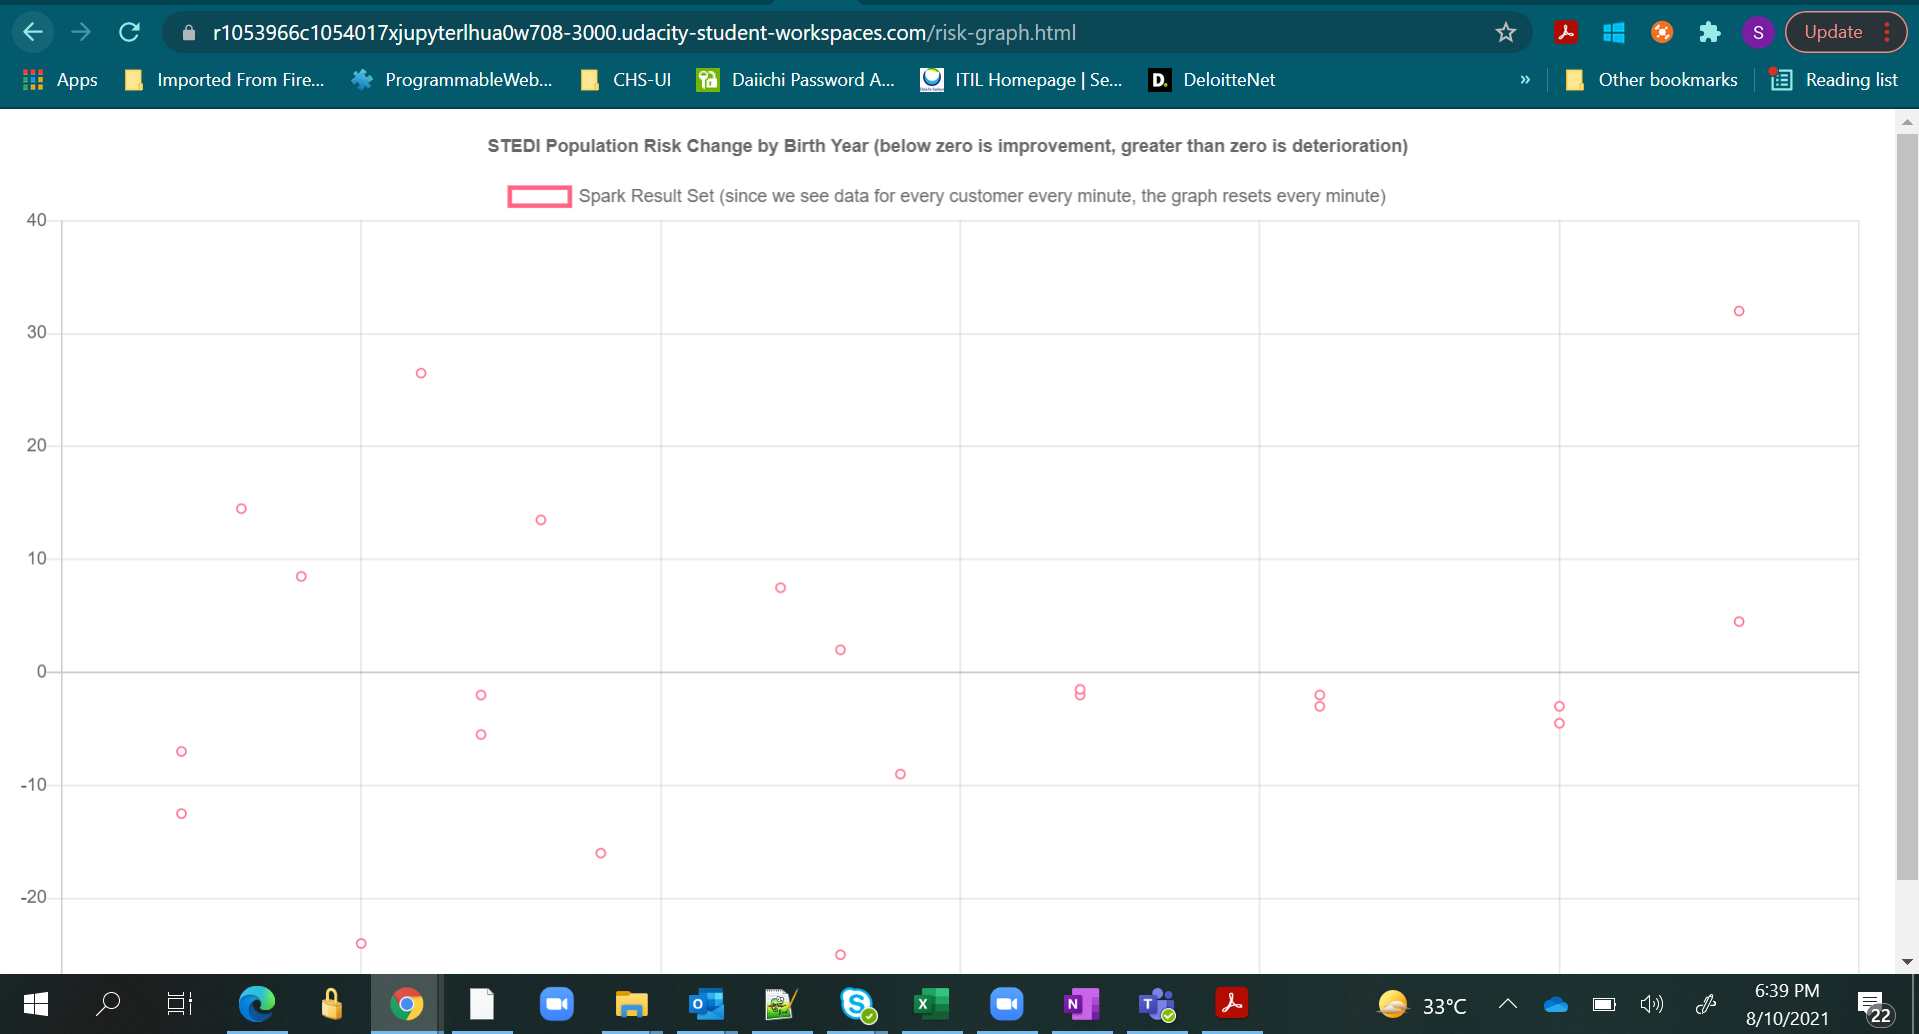 r1053966c1054017xjupyterlhua0w708-3000.udacity-student-workspaces.com/risk-graph.html
S
Update
Apps
Imported From Fire...
ProgrammableWeb...
CHS-UI
Daiichi Password A...
ITIL Homepage | Se...
D.
DeloitteNet
»
Other bookmarks
Reading list
STEDI Population Risk Change by Birth Year (below zero is improvement, greater than zero is deterioration)
Spark Result Set (since we see data for every customer every minute, the graph resets every minute)
40
30
20
10
0
-10
-20
33°C
6:39 PM
8/10/2021
22